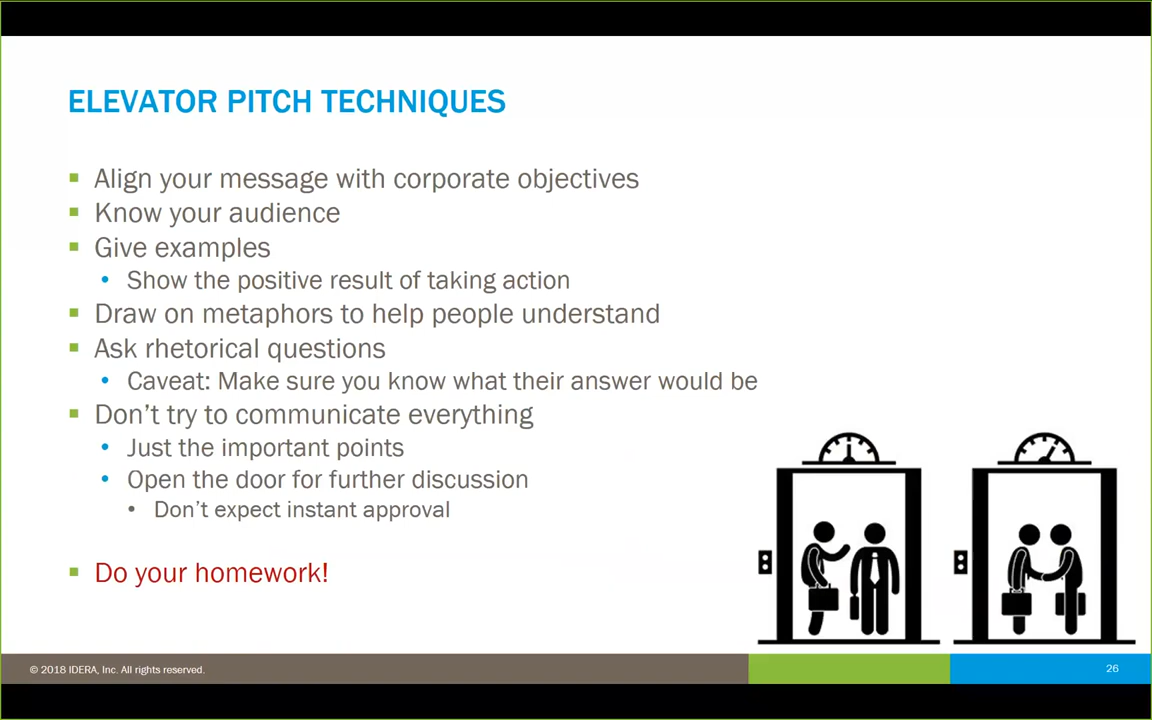 ELEVATOR PITCH TECHNIQUES
Align your message with corporate objectives
Know your audience
Give examples
Show the positive result of taking action
Draw on metaphors to help people understand
Ask rhetorical questions
Caveat: Make sure you know what their answer would be
Don't try to communicate everything
Just the important points
Open the door for further discussion
Don't expect instant approval
Do your homework!
© 2018 IDERA, Inc. All rights reserved.
26